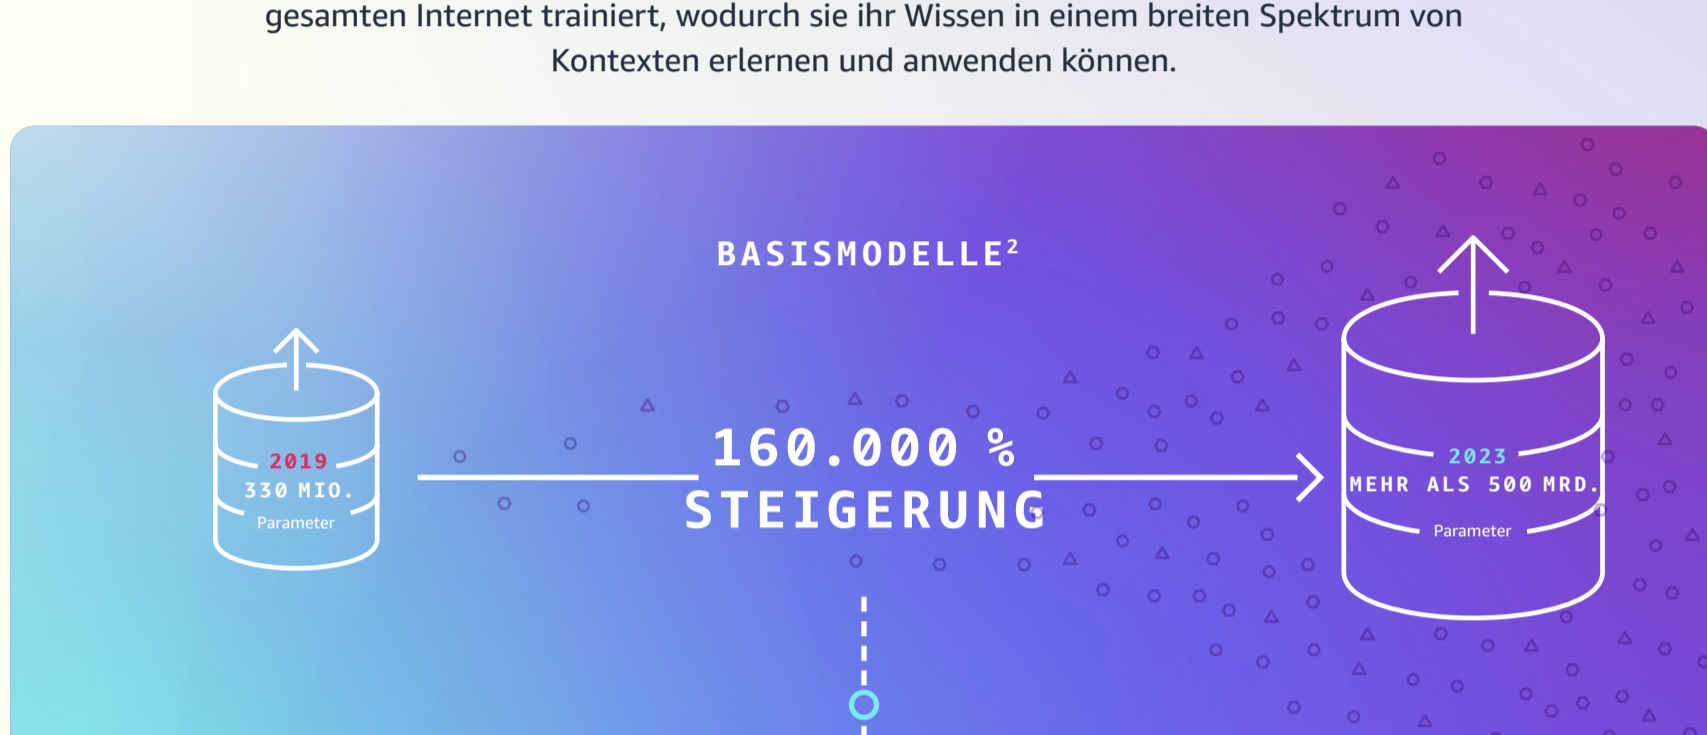 gesamten Internet trainiert, wodurch sie ihr Wissen in einem breiten Spektrum von
Kontexten erlernen und anwenden können.
BASISMODELLE²
2019
330 MIO.
Parameter
160.000 %
STEIGERUNG
2023
MEHR ALS 500 MRD.
Parameter